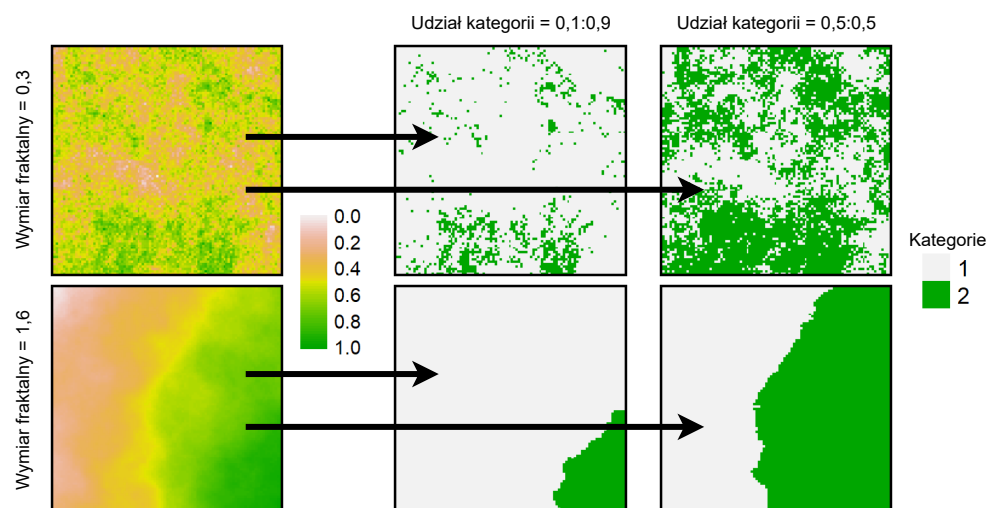 Udział kategorii = 0,1:0,9
Udział kategorii = 0,5:0,5
Wymiar fraktalny = 0,3
0.0
0.2
0.4
0.6
0.8
1.0
Kategorie
1
2
Wymiar fraktalny = 1,6